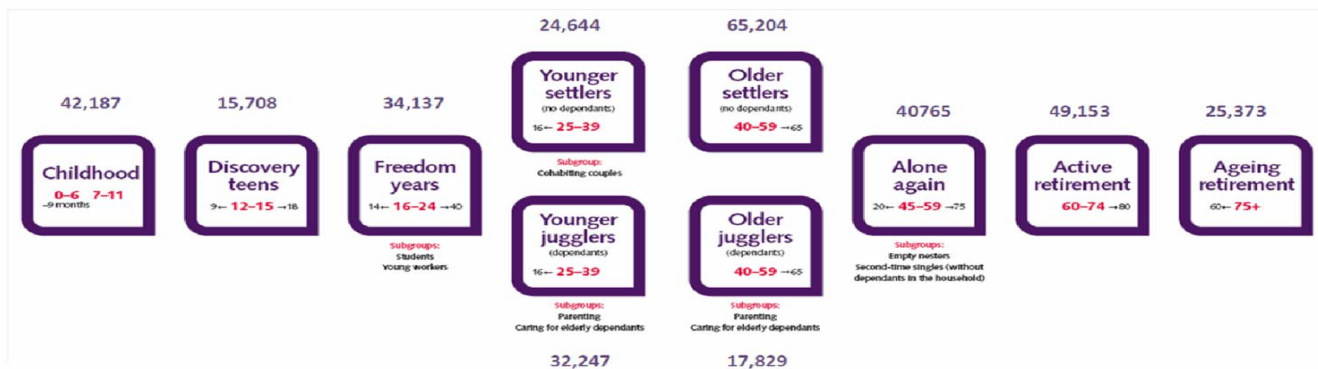 42,187
Childhood
0–6 7–11
–9 months
15,708
Discovery
teens
9← 12–15 →18
34,137
Freedom
years
14← 16–24 →40
Subgroups:
Students
Young workers
24,644
Younger
settlers
(no dependants)
16← 25–39
Subgroup:
Cohabiting couples
Younger
jugglers
(dependants)
16← 25–39
Subgroups:
Parenting
Caring for elderly dependants
32,247
65,204
Older
settlers
(no dependants)
40–59 →65
Older
jugglers
(dependants)
40–59 →65
Subgroups:
Parenting
Caring for elderly dependants
17,829
40765
Alone
again
20← 45–59 →75
Subgroups:
Empty nesters
Second-time singles (without
dependants in the household)
49,153
Active
retirement
60–74 →80
25,373
Ageing
retirement
60← 75+